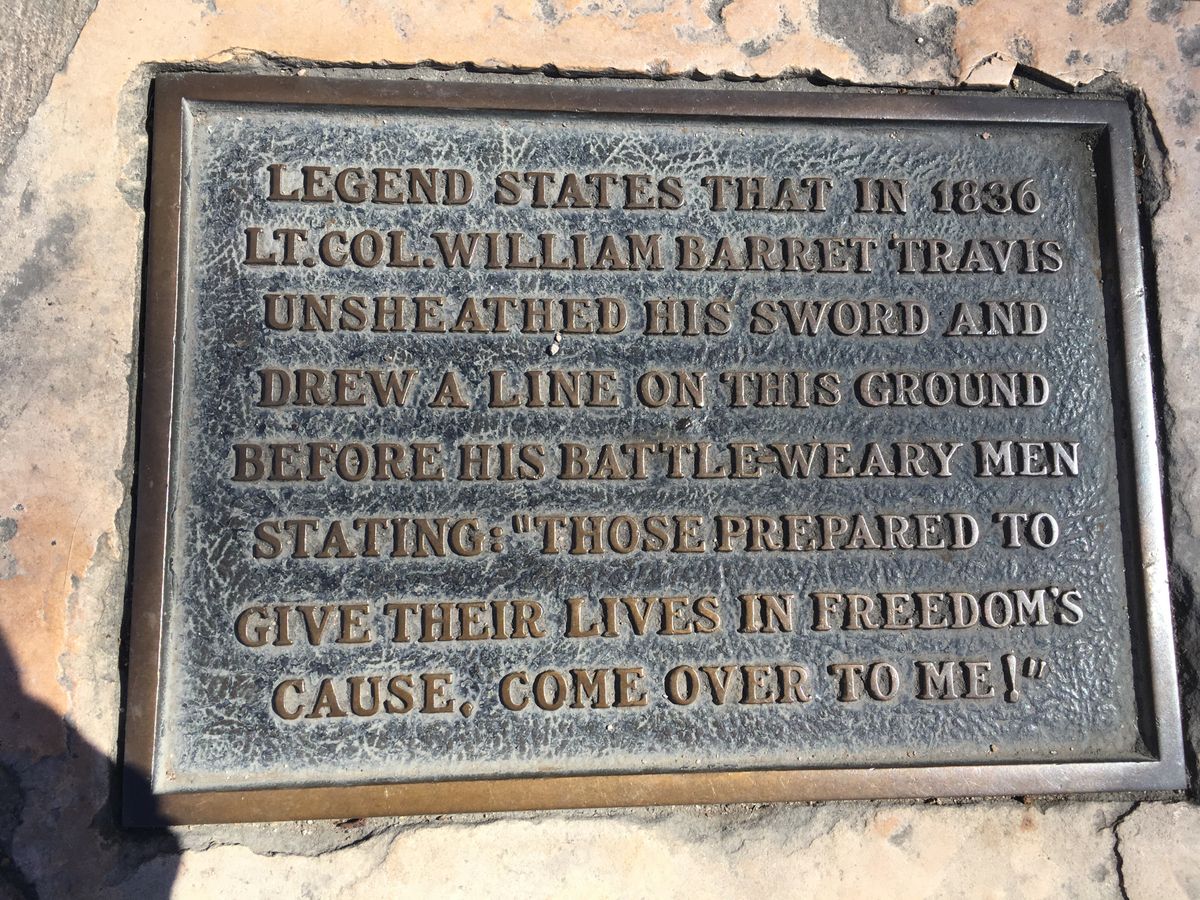 LEGEND STATES THAT IN 1836
LT.COL.WILLIAM BARRET TRAVIS
UNSHEATHED HIS SWORD AND
DREW A LINE ON THIS GROUND
BEFORE HIS BATTLE-WEARY MEN
STATING: "THOSE PREPARED TO
GIVE THEIR LIVES IN FREEDOM'S
CAUSE, COME OVER TO ME!"